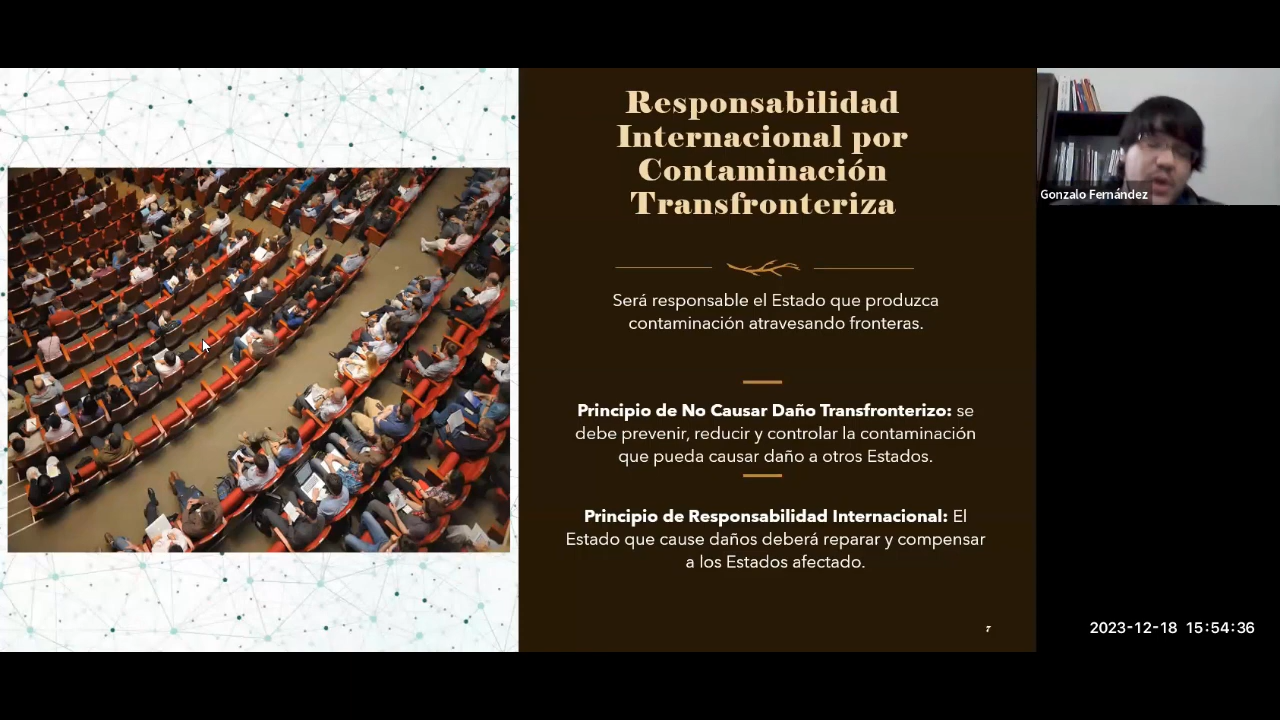 Responsabilidad
Internacional por
Contaminación
Transfronteriza
Será responsable el Estado que produzca
contaminación atravesando fronteras.
Principio de No Causar Daño Transfronterizo: se
debe prevenir, reducir y controlar la contaminación
que pueda causar daño a otros Estados.
Principio de Responsabilidad Internacional: El
Estado que cause daños deberá reparar y compensar
a los Estados afectado.
7
Gonzalo Fernández
2023-12-18 15:54:36